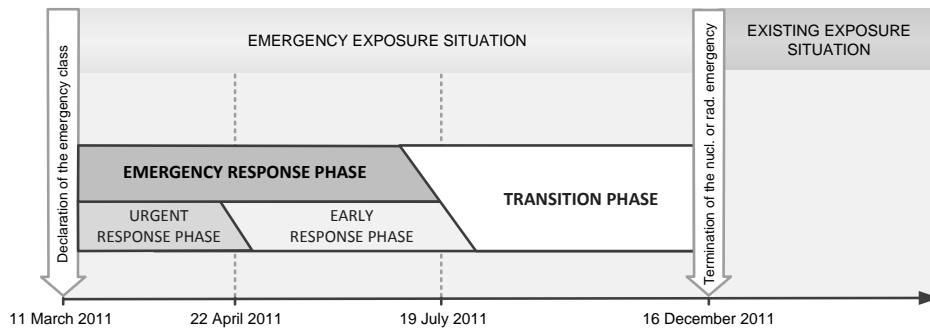 EMERGENCY EXPOSURE SITUATION
EXISTING EXPOSURE
SITUATION
Declaration of the emergency class
Termination of the nucl. or rad. emergency
EMERGENCY RESPONSE PHASE
TRANSITION PHASE
URGENT
RESPONSE PHASE
EARLY
RESPONSE PHASE
11 March 2011
22 April 2011
19 July 2011
16 December 2011